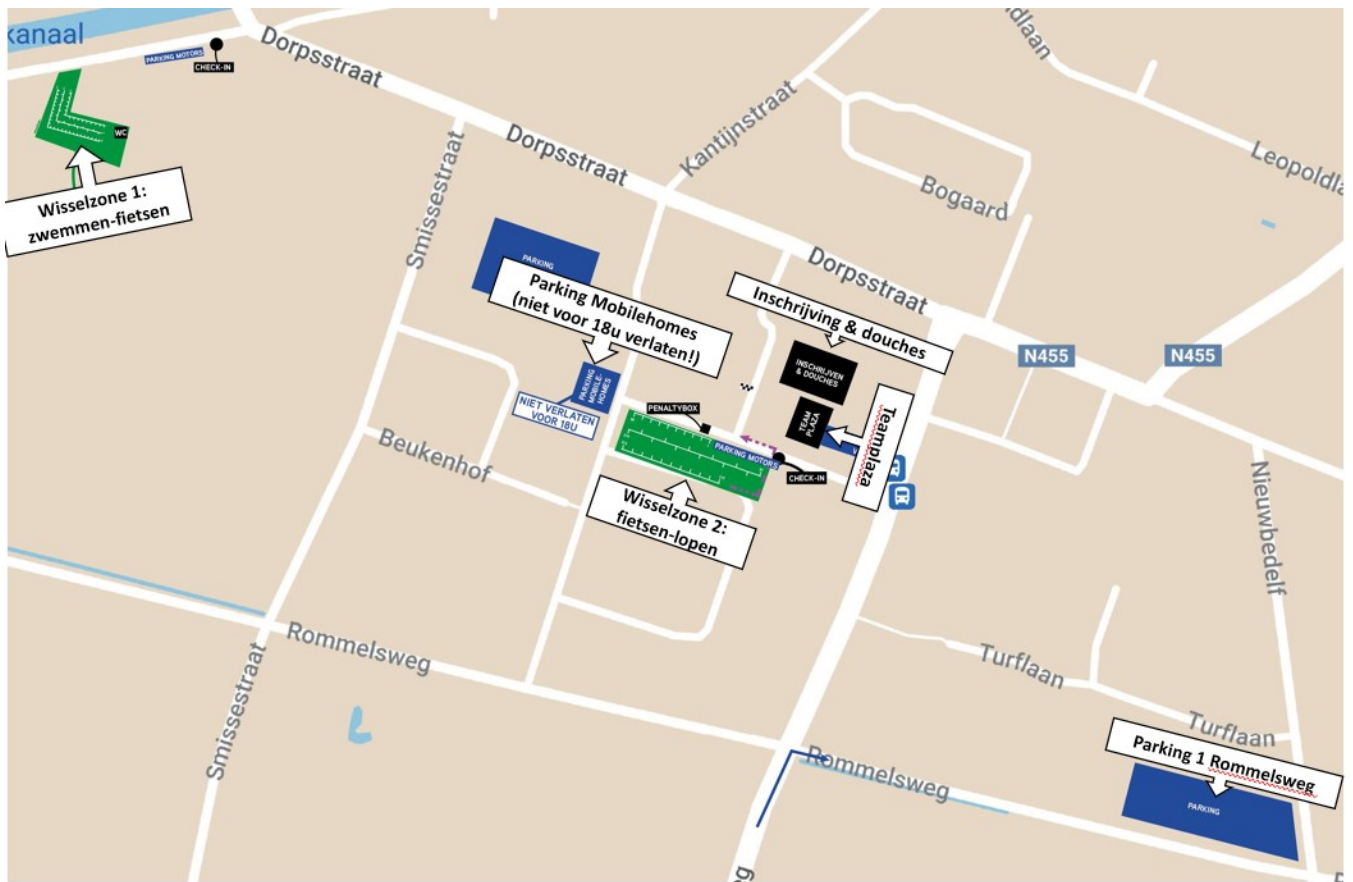 kanaal
PARKING MOTORS
CHECK-IN
Dorpsstraat
WC
Wisselzone 1:
zwemmen-fietsen
Smissestraat
Dorpsstraat
Kantijnstraat
Bogaard
Leopoldla
ldlaan
PARKING
Parking Mobilehomes
(niet voor 18u verlaten!)
PARKING
MOBILE-
HOMES
NIET VERLATEN
VOOR 18U
Dorpsstraat
Inschrijving & douches
INSCHRIJVEN
& DOUCHES
N455
N455
TEAM
PLAZA
Teamplaza
PENALTYBOX
PARKING MOTORS
CHECK-IN
Wisselzone 2:
fietsen-lopen
Beukenhof
Nieuwbedelf
Rommelsweg
Smissestraat
Turflaan
Turflaan
Rommelsweg
Parking 1 Rommelsweg
PARKING